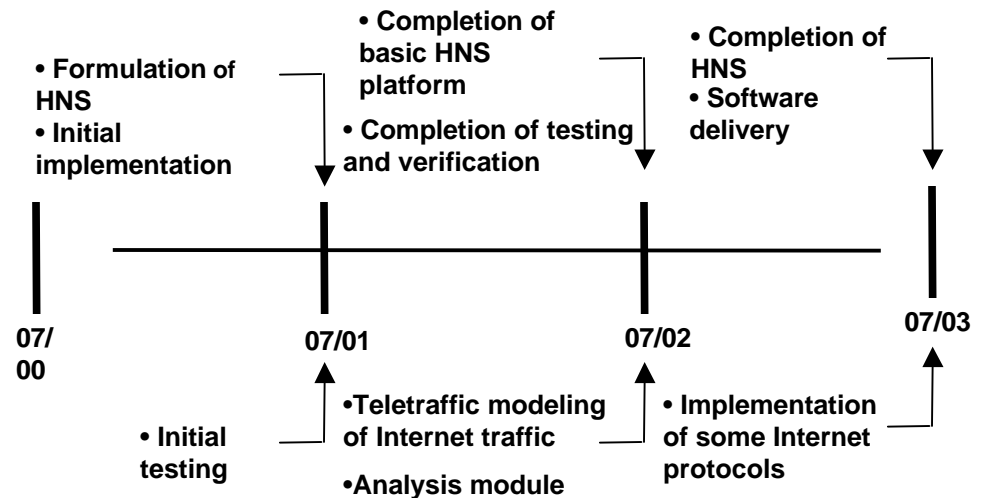 • Formulation of
HNS
• Initial
implementation
• Completion of
basic HNS
platform
• Completion of testing
and verification
• Completion of
HNS
• Software
delivery
07/
00
07/01
07/02
07/03
• Initial
testing
•Teletraffic modeling
of Internet traffic
•Analysis module
• Implementation
of some Internet
protocols